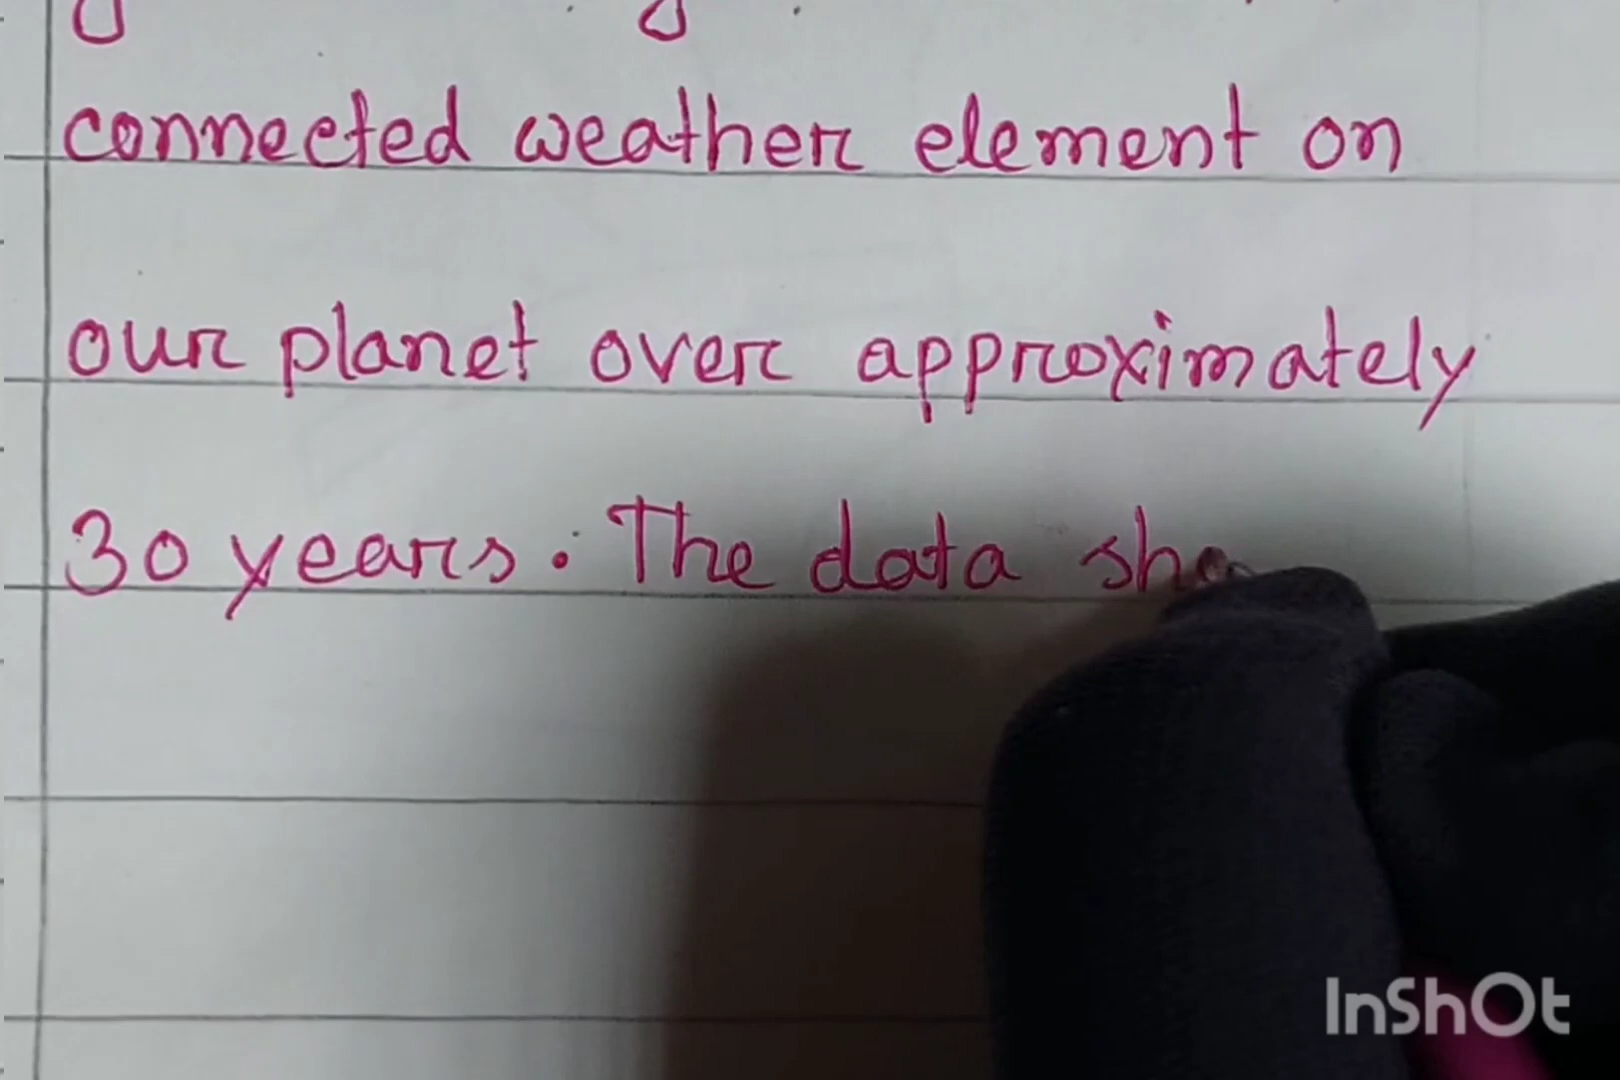 connected weather element on
our planet over approximately
30 years. The data
InShOt